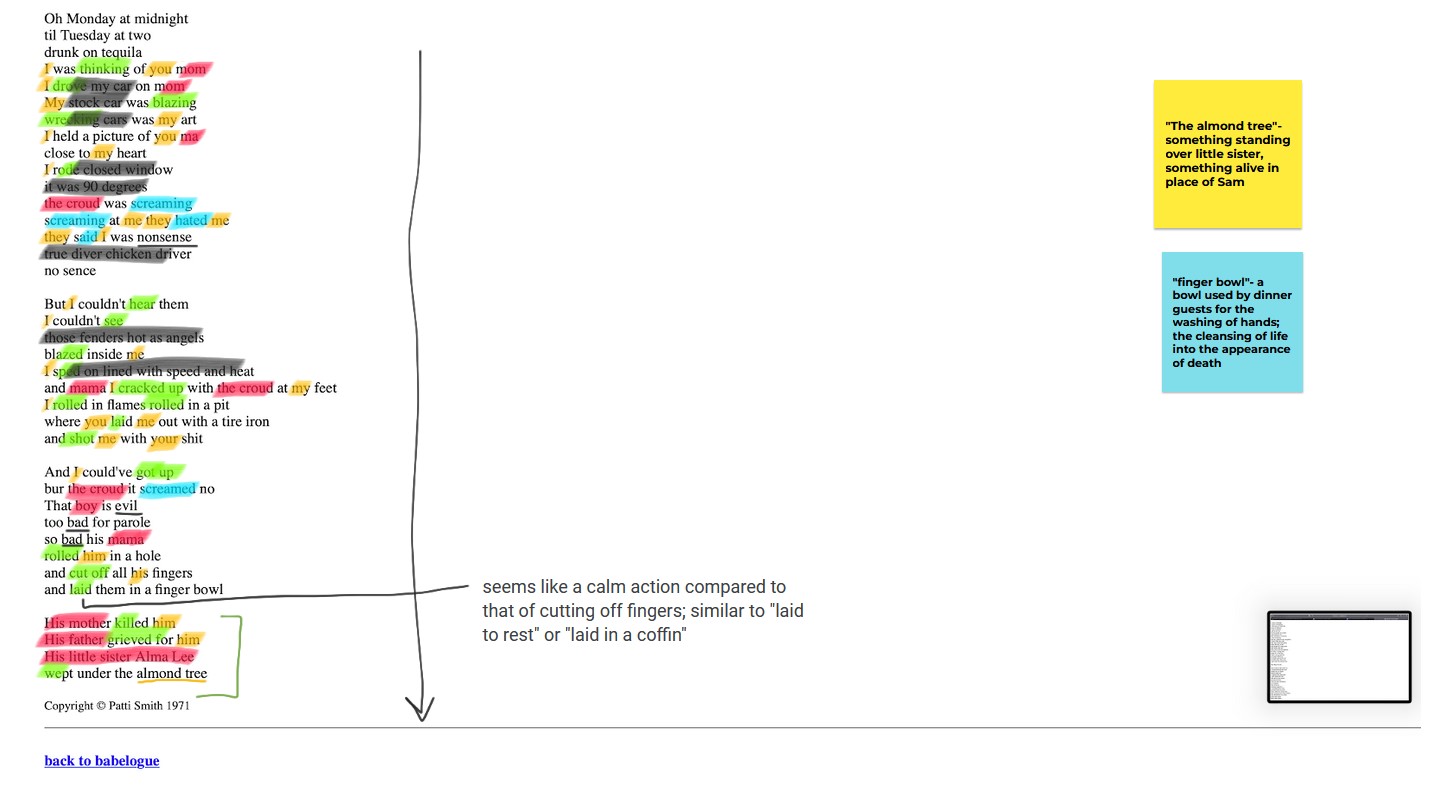 Oh Monday at midnight
til Tuesday at two
drunk on tequila
I was thinking of you mom
I drove my car on mom
My stock car was blazing
wrecking cars was my art
I held a picture of you ma
close to my heart
I rode closed window
it was 90 degrees
the croud was screaming
screaming at me they hated me
they said I was nonsense
true diver chicken driver
no sence
But I couldn't hear them
I couldn't see
those fenders hot as angels
blazed inside me
I sped on lined with speed and heat
and mama I cracked up with the croud at my feet
I rolled in flames rolled in a pit
where you laid me out with a tire iron
and shot me with your shit
And I could've got up
bur the croud it screamed no
That boy is evil
too bad for parole
so bad his mama
rolled him in a hole
and cut off all his fingers
and laid them in a finger bowl
His mother killed him
His father grieved for him
His little sister Alma Lee
wept under the almond tree
Copyright © Patti Smith 1971
back to babelogue
seems like a calm action compared to
that of cutting off fingers; similar to "laid
to rest" or "laid in a coffin"
"The almond tree"-
something standing
over little sister,
something alive in
place of Sam
"finger bowl"- a
bowl used by dinner
guests for the
washing of hands;
the cleansing of life
into the appearance
of death